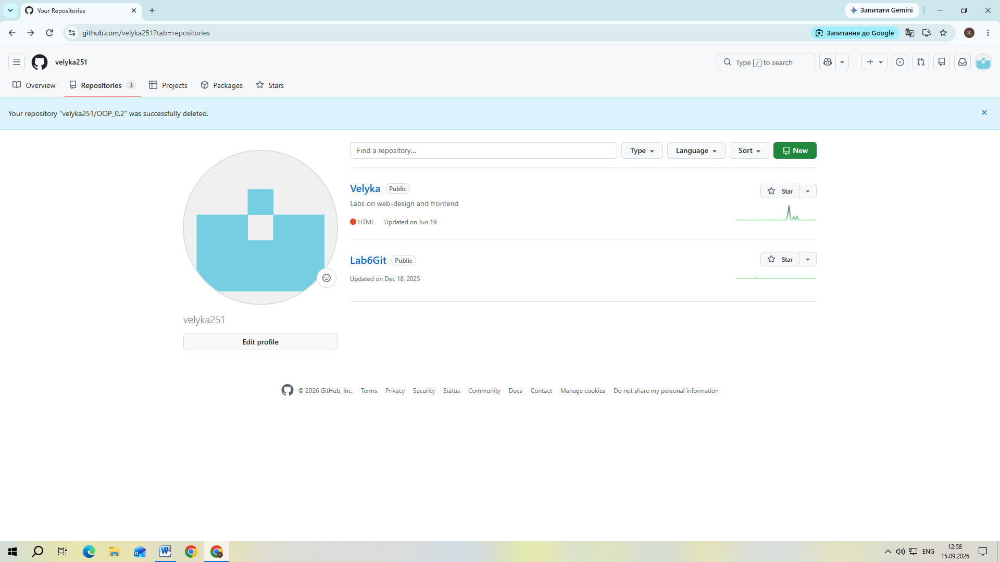 Your Repositories
Запитати Gemini
github.com/velyka251?tab=repositories
Запитання до Google
K
velyka251
Type / to search
Overview
Repositories 3
Projects
Packages
Stars
Your repository "velyka251/OOP_0.2" was successfully deleted.
Find a repository...
Type
Language
Sort
New
Velyka Public
Star
Labs on web-design and frontend
HTML Updated on Jun 19
Lab6Git Public
Star
Updated on Dec 18, 2025
velyka251
Edit profile
© 2026 GitHub, Inc. Terms Privacy Security Status Community Docs Contact Manage cookies Do not share my personal information
ENG
12:58
15.09.2026